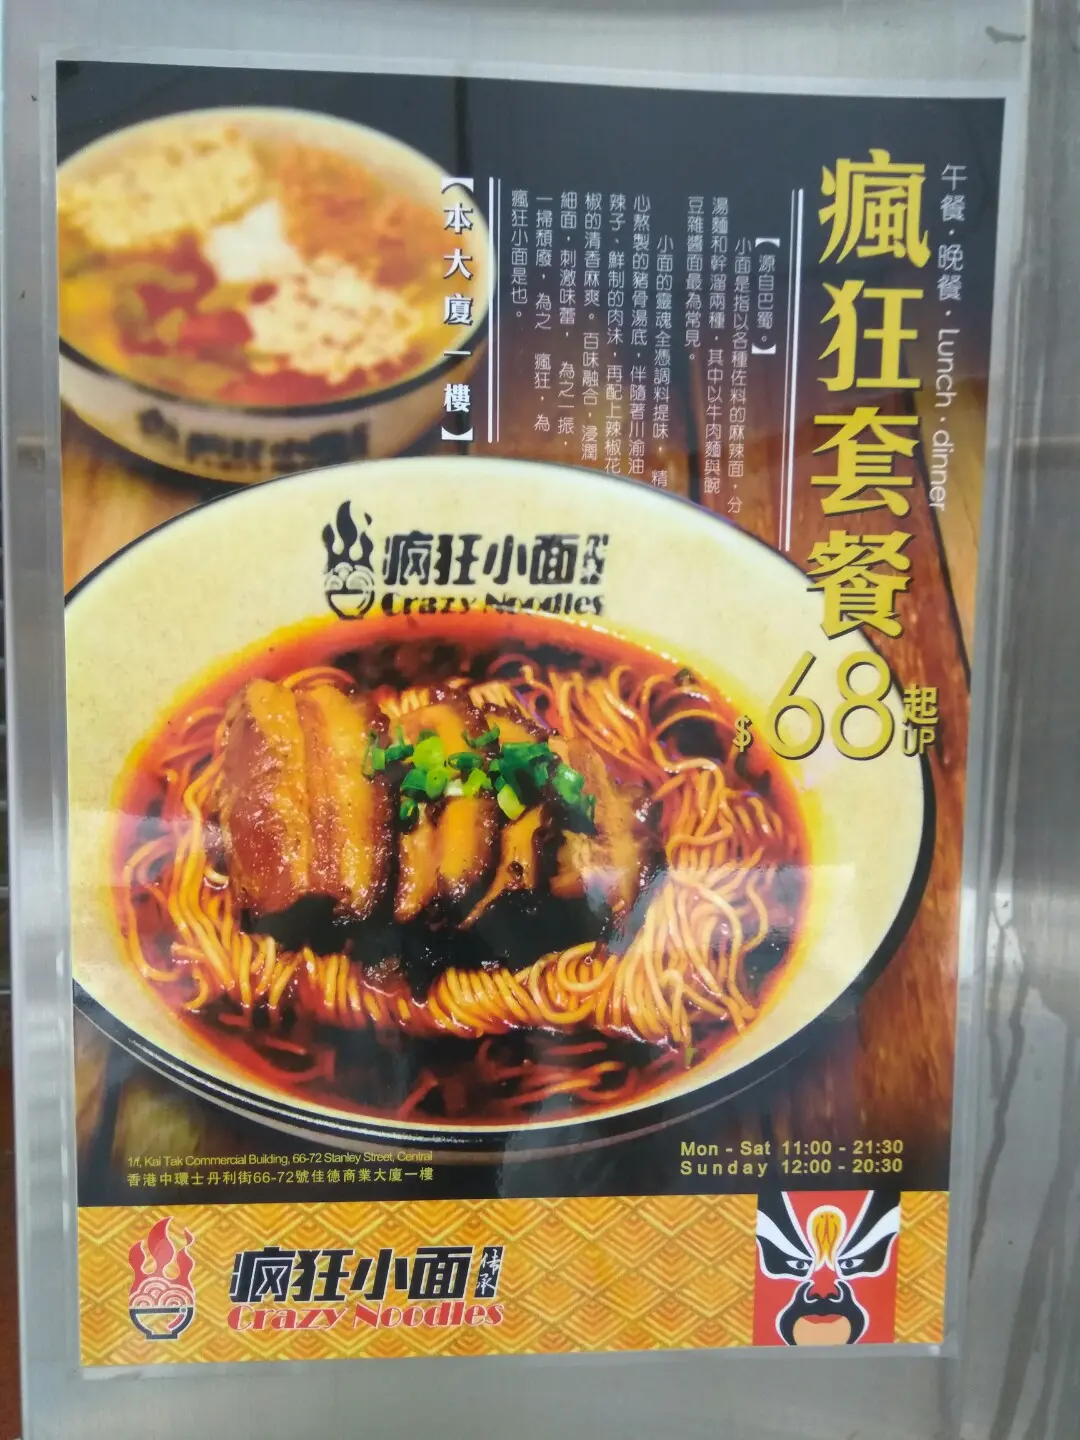 午餐·晚餐·Lunch·dinner
瘋狂套餐
$68起
UP
【源自巴蜀。】
小面是指以各種佐料的麻辣面，分
湯麵和幹溜兩種，其中以牛肉麵與豌
豆雜醬面最為常見。
小面的靈魂全憑調料提味，精
心熬製的豬骨湯底，伴隨著川渝油
辣子、鮮制的肉沫，再配上辣椒花
椒的清香麻爽。百味融合，浸潤
細面，刺激味蕾，為之一振，
一掃頹廢，為之 瘋狂，為
瘋狂小面是也。
【本大廈一樓】
疯狂小面传承
Crazy Noodles
1/f, Kai Tak Commercial Building, 66-72 Stanley Street, Central
香港中環士丹利街66-72號佳德商業大廈一樓
Mon - Sat 11:00 - 21:30
Sunday 12:00 - 20:30
疯狂小面传承
Crazy Noodles